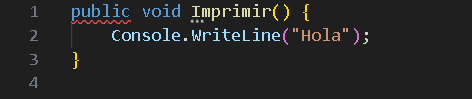 1 public void Imprimir() {
2     Console.WriteLine("Hola");
3 }
4